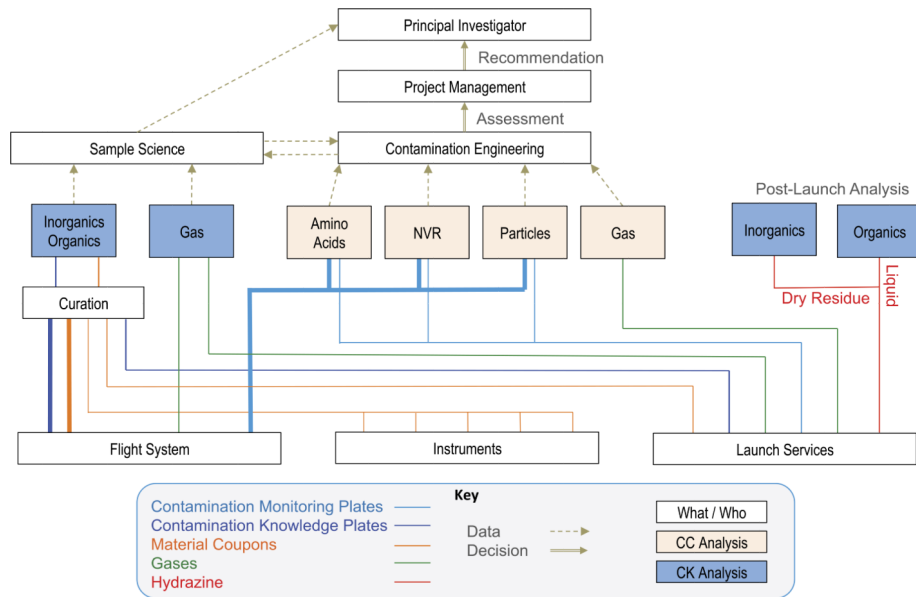 Principal Investigator
Recommendation
Project Management
Assessment
Sample Science
Contamination Engineering
Post-Launch Analysis
Inorganics
Organics
Gas
Amino
Acids
NVR
Particles
Gas
Inorganics
Organics
Curation
Dry Residue
Liquid
Flight System
Instruments
Launch Services
Key
Contamination Monitoring Plates
Contamination Knowledge Plates
Material Coupons
Gases
Hydrazine
Data
Decision
What / Who
CC Analysis
CK Analysis